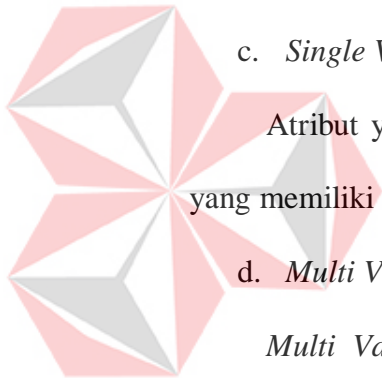 c. Single V
Atribut y
yang memiliki
d. Multi V
Multi Va